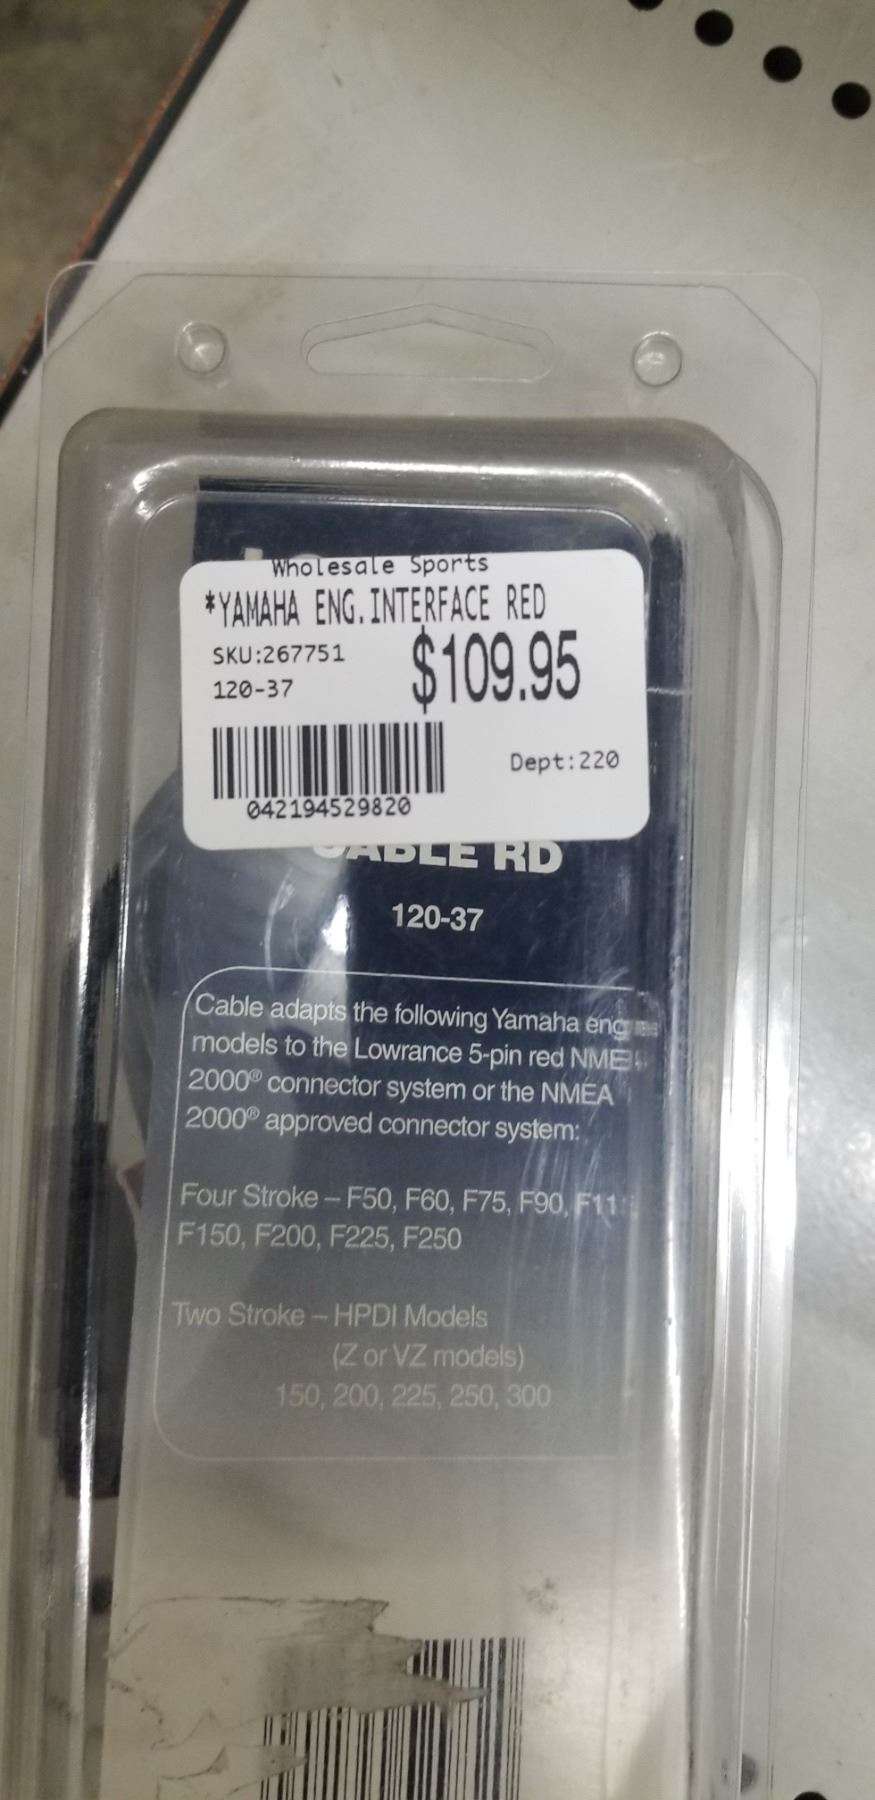 Wholesale Sports
*YAMAHA ENG.INTERFACE RED
SKU:267751
$109.95
120-37
Dept:220
042194529820
CABLE RD
120-37
Cable adapts the following Yamaha
models to the Lowrance 5-pin red
2000® connector system or the NMEA
2000® approved connector system:
Four Stroke – F50, F60, F75, F90,
F150, F200, F225, F250
Two Stroke – HPDI Models
(Z or VZ models)
150, 200, 225, 250, 300